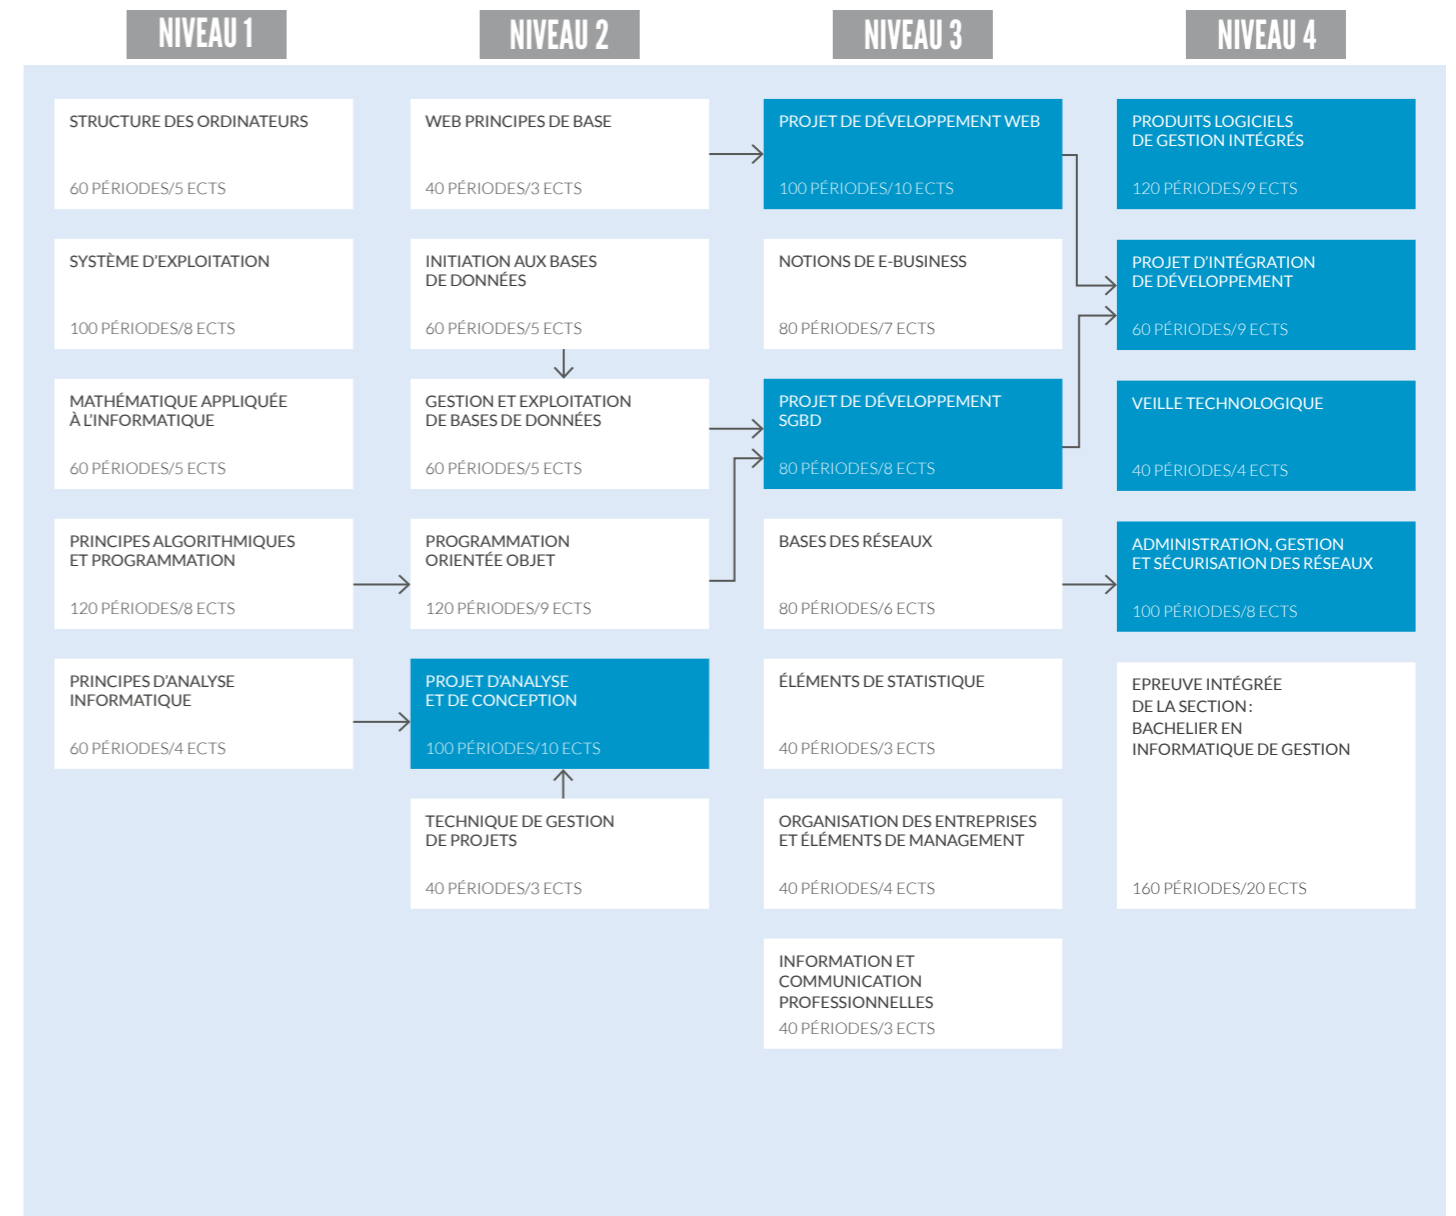 NIVEAU 1
NIVEAU 2
NIVEAU 3
NIVEAU 4
STRUCTURE DES ORDINATEURS
60 PÉRIODES/5 ECTS
SYSTÈME D'EXPLOITATION
100 PÉRIODES/8 ECTS
MATHÉMATIQUE APPLIQUÉE
À L'INFORMATIQUE
60 PÉRIODES/5 ECTS
PRINCIPES ALGORITHMIQUES
ET PROGRAMMATION
120 PÉRIODES/8 ECTS
PRINCIPES D'ANALYSE
INFORMATIQUE
60 PÉRIODES/4 ECTS
WEB PRINCIPES DE BASE
40 PÉRIODES/3 ECTS
INITIATION AUX BASES
DE DONNÉES
60 PÉRIODES/5 ECTS
GESTION ET EXPLOITATION
DE BASES DE DONNÉES
60 PÉRIODES/5 ECTS
PROGRAMMATION
ORIENTÉE OBJET
120 PÉRIODES/9 ECTS
PROJET D'ANALYSE
ET DE CONCEPTION
100 PÉRIODES/10 ECTS
TECHNIQUE DE GESTION
DE PROJETS
40 PÉRIODES/3 ECTS
PROJET DE DÉVELOPPEMENT WEB
100 PÉRIODES/10 ECTS
NOTIONS DE E-BUSINESS
80 PÉRIODES/7 ECTS
PROJET DE DÉVELOPPEMENT
SGBD
80 PÉRIODES/8 ECTS
BASES DES RÉSEAUX
80 PÉRIODES/6 ECTS
ÉLÉMENTS DE STATISTIQUE
40 PÉRIODES/3 ECTS
ORGANISATION DES ENTREPRISES
ET ÉLÉMENTS DE MANAGEMENT
40 PÉRIODES/4 ECTS
INFORMATION ET
COMMUNICATION
PROFESSIONNELLES
40 PÉRIODES/3 ECTS
PRODUITS LOGICIELS
DE GESTION INTÉGRÉS
120 PÉRIODES/9 ECTS
PROJET D'INTÉGRATION
DE DÉVELOPPEMENT
60 PÉRIODES/9 ECTS
VEILLE TECHNOLOGIQUE
40 PÉRIODES/4 ECTS
ADMINISTRATION, GESTION
ET SÉCURISATION DES RÉSEAUX
100 PÉRIODES/8 ECTS
EPREUVE INTÉGRÉE
DE LA SECTION :
BACHELIER EN
INFORMATIQUE DE GESTION
160 PÉRIODES/20 ECTS